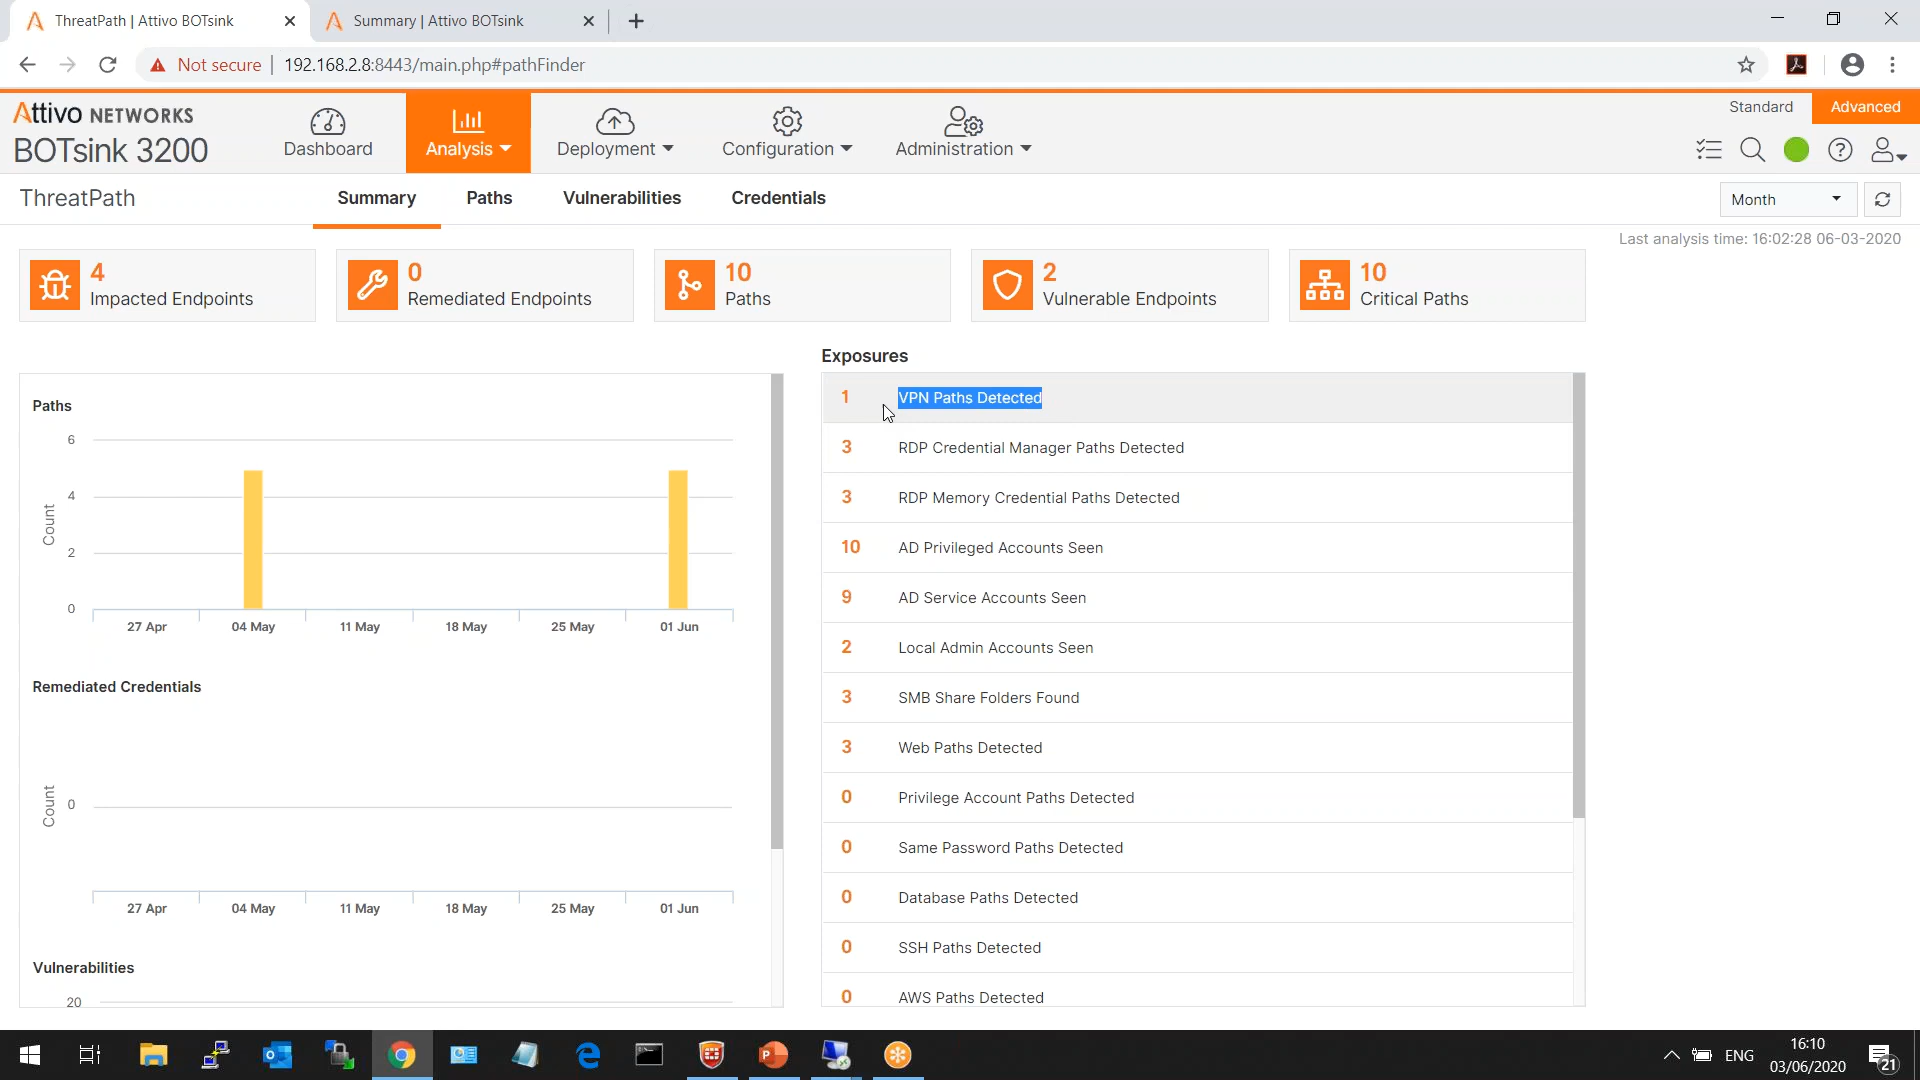 ThreatPath | Attivo BOTsink
Summary | Attivo BOTsink
Not secure
192.168.2.8:8443/main.php#pathFinder
Attivo NETWORKS
BOTsink 3200
Dashboard
Analysis
Deployment
Configuration
Administration
Standard
Advanced
ThreatPath
Summary
Paths
Vulnerabilities
Credentials
Month
Last analysis time: 16:02:28 06-03-2020
4
Impacted Endpoints
0
Remediated Endpoints
10
Paths
2
Vulnerable Endpoints
10
Critical Paths
Paths
6
4
2
0
Count
27 Apr
04 May
11 May
18 May
25 May
01 Jun
Remediated Credentials
Count
0
27 Apr
04 May
11 May
18 May
25 May
01 Jun
Vulnerabilities
20
Exposures
1 VPN Paths Detected
3 RDP Credential Manager Paths Detected
3 RDP Memory Credential Paths Detected
10 AD Privileged Accounts Seen
9 AD Service Accounts Seen
2 Local Admin Accounts Seen
3 SMB Share Folders Found
3 Web Paths Detected
0 Privilege Account Paths Detected
0 Same Password Paths Detected
0 Database Paths Detected
0 SSH Paths Detected
0 AWS Paths Detected
ENG
16:10
03/06/2020
21